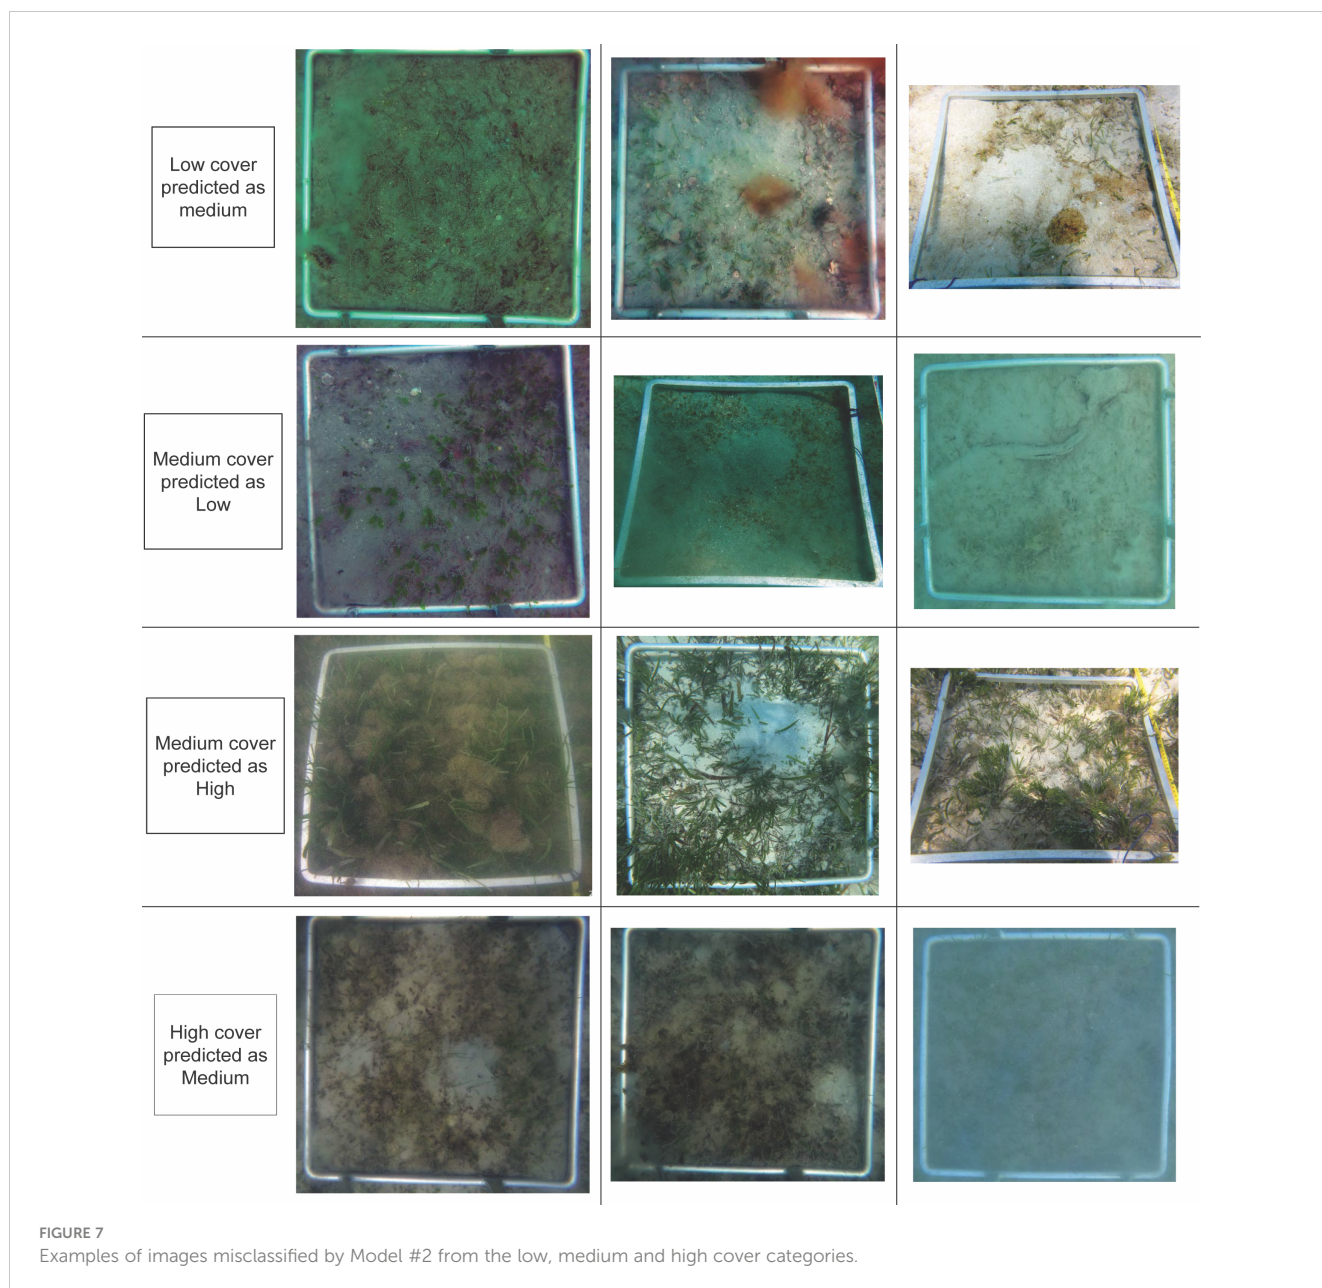 Low cover
predicted as
medium
Medium cover
predicted as
Low
Medium cover
predicted as
High
High cover
predicted as
Medium
FIGURE 7
Examples of images misclassified by Model #2 from the low, medium and high cover categories.